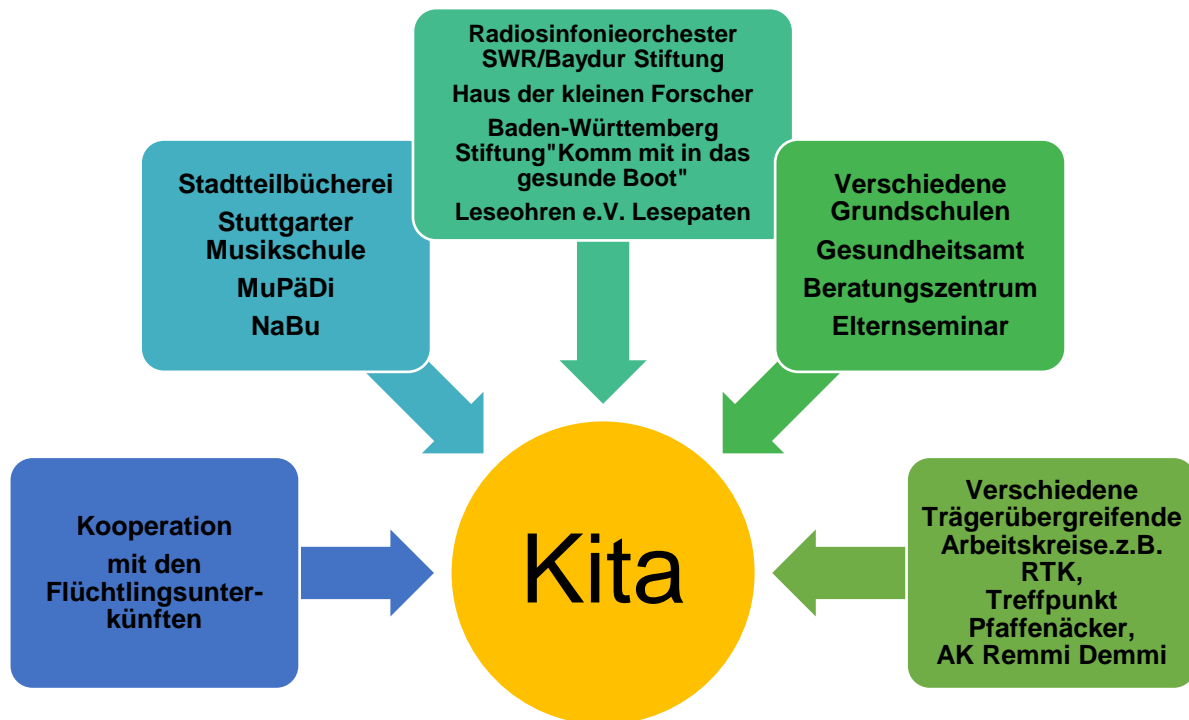 Radiosinfonieorchester
SWR/Baydur Stiftung
Haus der kleinen Forscher
Baden-Württemberg
Stiftung"Komm mit in das
gesunde Boot"
Leseohren e.V. Lesepaten
Stadtteilbücherei
Stuttgarter
Musikschule
MuPäDi
NaBu
Verschiedene
Grundschulen
Gesundheitsamt
Beratungszentrum
Elternseminar
Kooperation
mit den
Flüchtlingsunter-
künften
Kita
Verschiedene
Trägerübergreifende
Arbeitskreise.z.B.
RTK,
Treffpunkt
Pfaffenäcker,
AK Remmi Demmi